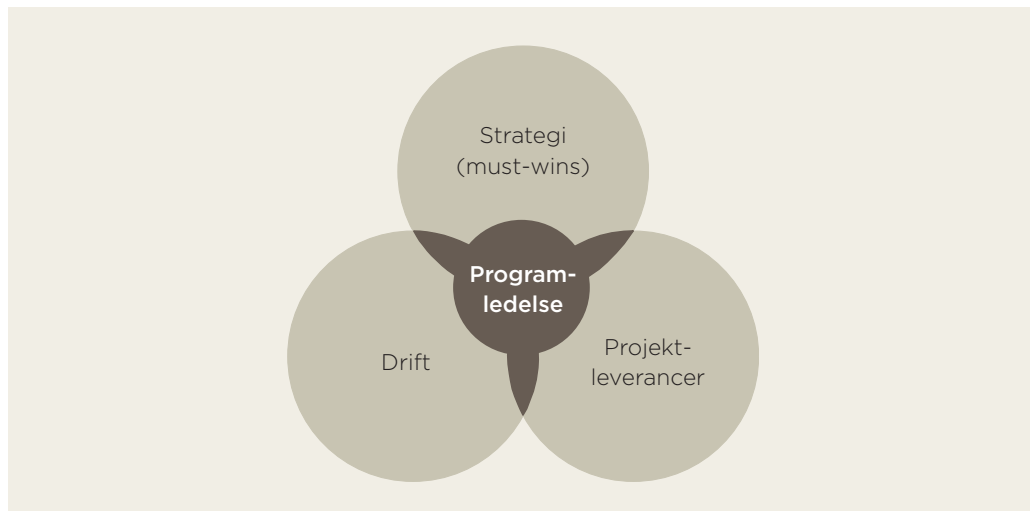 Strategi
(must-wins)
Program-
ledelse
Drift
Projekt-
leverancer